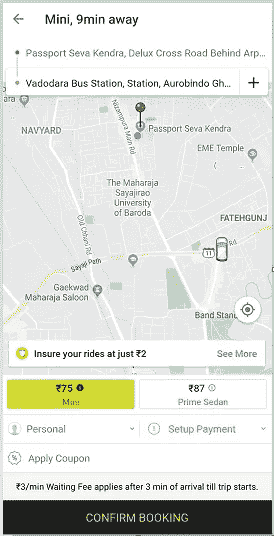 Mini, 9min away
Passport Seva Kendra, Delux Cross Road Behind Arp...
Vadodara Bus Station, Station, Aurobindo Gh...
NAVYARD
Nizampura Main Rd
Passport Seva Kendra
EME Temple
The Maharaja
Sayajirao
University
of Baroda
Old Chhani Rd
FATEHGUNJ
Sayaji Path
11
Rd
Gaekwad
Maharaja Saloon
Band Stan
Insure your rides at just ₹2
See More
₹75
₹87
Mini
Prime Sedan
Personal
Setup Payment
Apply Coupon
₹3/min Waiting Fee applies after 3 min of arrival till trip starts.
CONFIRM BOOKING